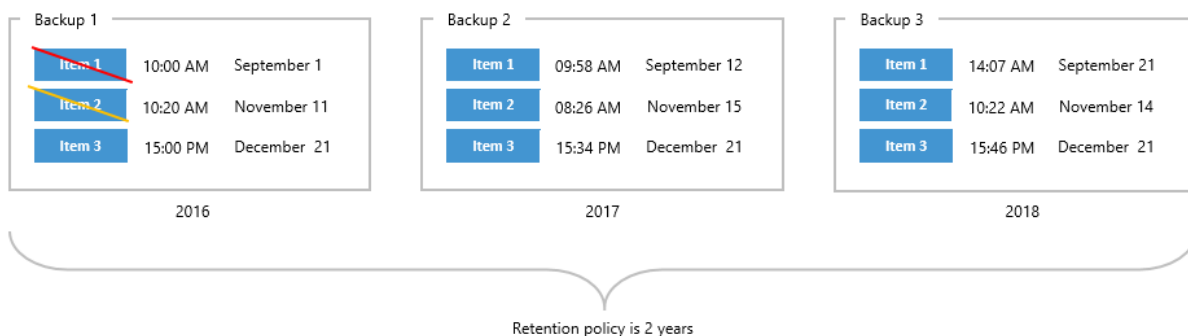 Backup 1
Item 1 10:00 AM September 1
Item 2 10:20 AM November 11
Item 3 15:00 PM December 21
2016
Backup 2
Item 1 09:58 AM September 12
Item 2 08:26 AM November 15
Item 3 15:34 PM December 21
2017
Backup 3
Item 1 14:07 AM September 21
Item 2 10:22 AM November 14
Item 3 15:46 PM December 21
2018
Retention policy is 2 years